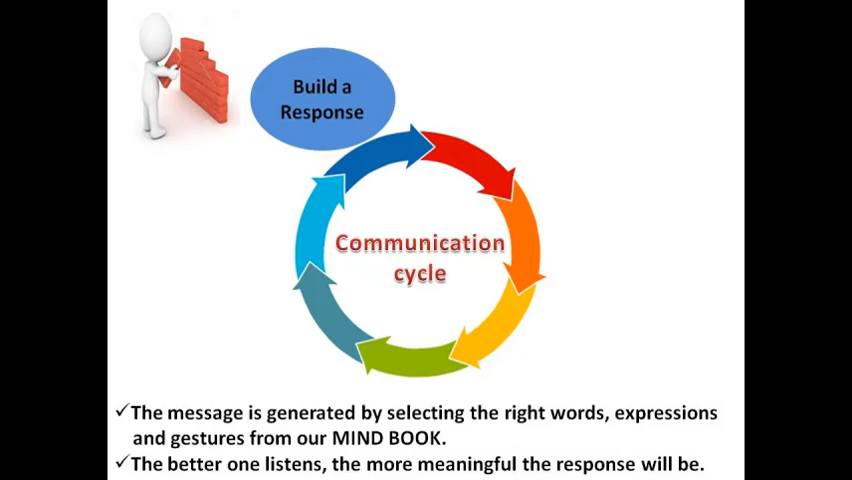 Build a
Response
Communication
cycle
✓The message is generated by selecting the right words, expressions
and gestures from our MIND BOOK.
✓The better one listens, the more meaningful the response will be.